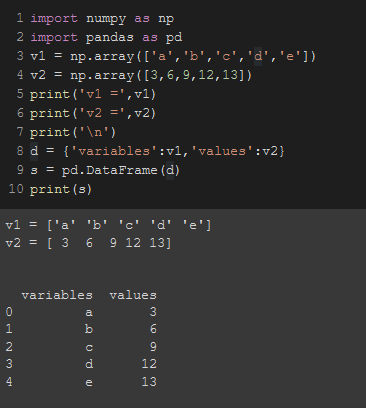 1 import numpy as np
2 import pandas as pd
3 v1 = np.array(['a','b','c','d','e'])
4 v2 = np.array([3,6,9,12,13])
5 print('v1 =',v1)
6 print('v2 =',v2)
7 print('\n')
8 d = {'variables':v1,'values':v2}
9 s = pd.DataFrame(d)
10 print(s)
v1 = ['a' 'b' 'c' 'd' 'e']
v2 = [ 3  6  9 12 13]
  variables  values
0         a       3
1         b       6
2         c       9
3         d      12
4         e      13